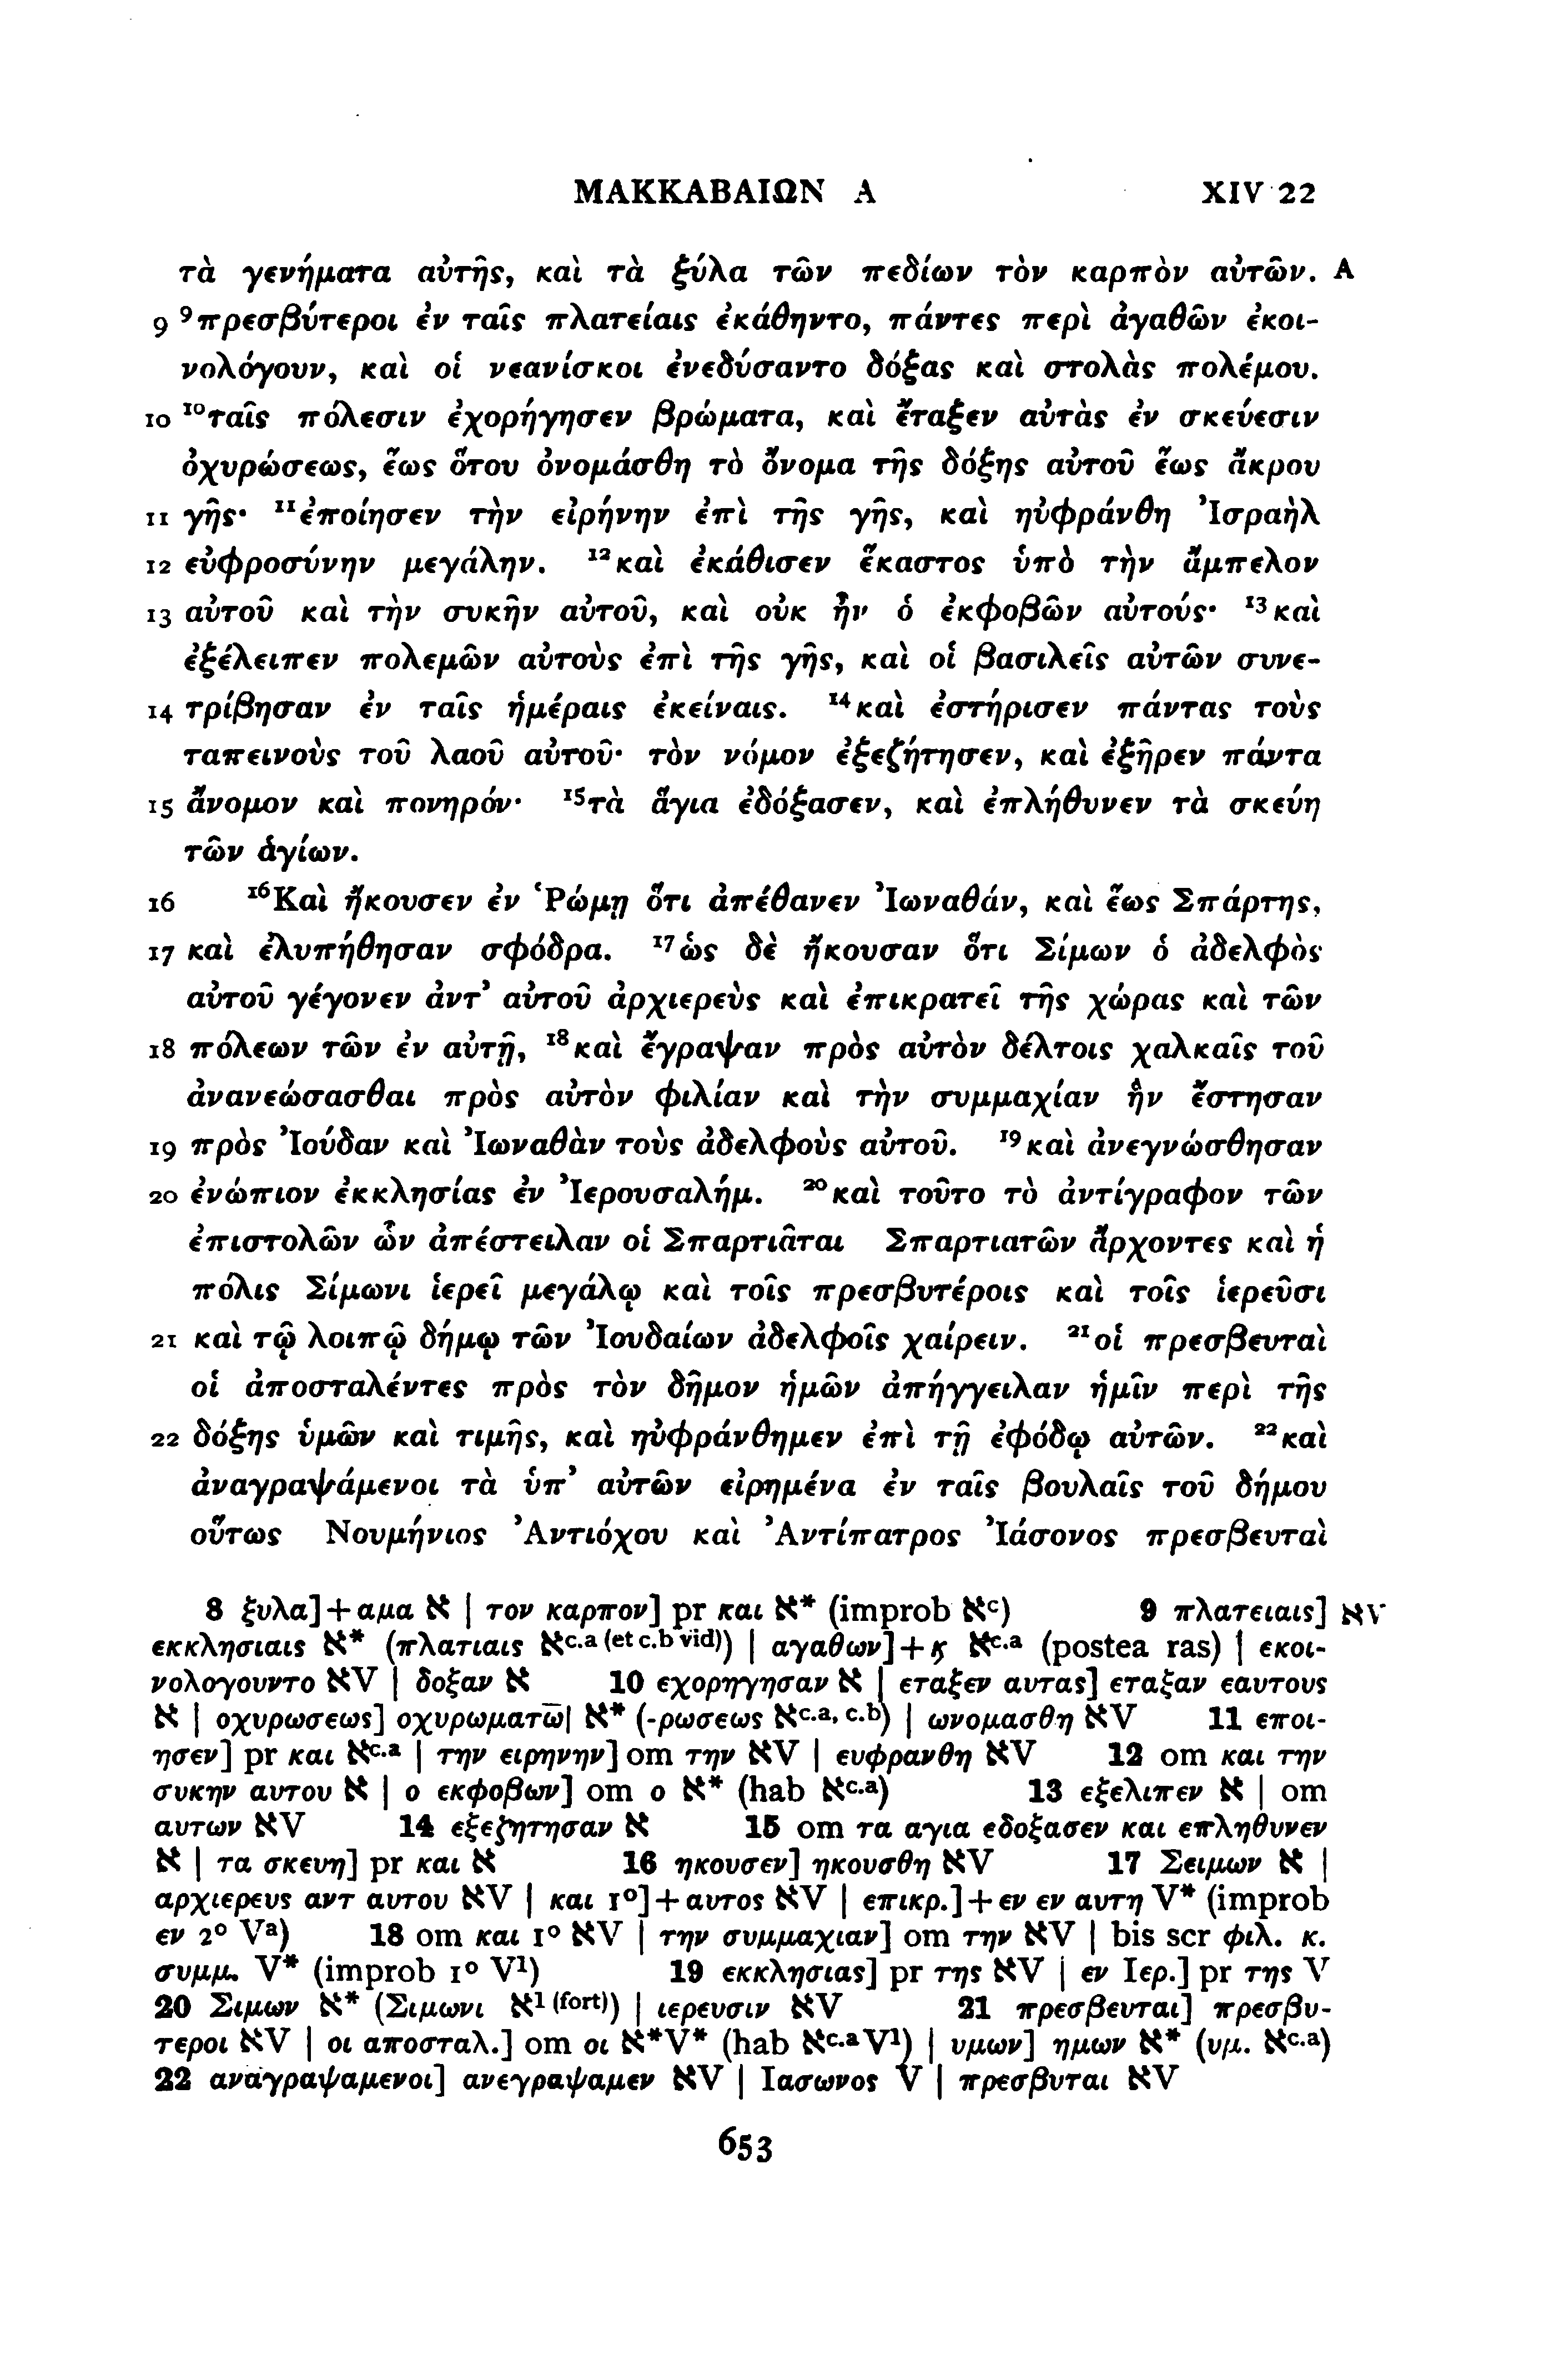 ΜΑΚΚΑΒΑΙΩΝ Α XIV 22
τὰ γενήματα αὐτῆς, καὶ τὰ ξύλα τῶν πεδίων τὸν καρπὸν αὐτῶν. A
9 ⁹πρεσβύτεροι ἐν ταῖς πλατείαις ἐκάθηντο, πάντες περὶ ἀγαθῶν ἐκοι-
νολόγουν, καὶ οἱ νεανίσκοι ἐνεδύσαντο δόξας καὶ στολὰς πολέμου.
10 ¹⁰ταῖς πόλεσιν ἐχορήγησεν βρώματα, καὶ ἔταξεν αὐτὰς ἐν σκεύεσιν
ὀχυρώσεως, ἕως ὅτου ὀνομάσθη τὸ ὄνομα τῆς δόξης αὐτοῦ ἕως ἄκρου
11 γῆς· ¹¹ἐποίησεν τὴν εἰρήνην ἐπὶ τῆς γῆς, καὶ ηὐφράνθη Ἰσραὴλ
12 εὐφροσύνην μεγάλην. ¹²καὶ ἐκάθισεν ἕκαστος ὑπὸ τὴν ἄμπελον
13 αὐτοῦ καὶ τὴν συκῆν αὐτοῦ, καὶ οὐκ ἦν ὁ ἐκφοβῶν αὐτούς· ¹³καὶ
ἐξέλειπεν πολεμῶν αὐτοὺς ἐπὶ τῆς γῆς, καὶ οἱ βασιλεῖς αὐτῶν συνε-
14 τρίβησαν ἐν ταῖς ἡμέραις ἐκείναις. ¹⁴καὶ ἐστήρισεν πάντας τοὺς
ταπεινοὺς τοῦ λαοῦ αὐτοῦ· τὸν νόμον ἐξεζήτησεν, καὶ ἐξῆρεν πάντα
15 ἄνομον καὶ πονηρόν· ¹⁵τὰ ἅγια ἐδόξασεν, καὶ ἐπλήθυνεν τὰ σκεύη
τῶν ἁγίων.
16 ¹⁶Καὶ ἤκουσεν ἐν Ῥώμῃ ὅτι ἀπέθανεν Ἰωναθάν, καὶ ἕως Σπάρτης,
17 καὶ ἐλυπήθησαν σφόδρα. ¹⁷ὡς δὲ ἤκουσαν ὅτι Σίμων ὁ ἀδελφὸς
αὐτοῦ γέγονεν ἀντ’ αὐτοῦ ἀρχιερεὺς καὶ ἐπικρατεῖ τῆς χώρας καὶ τῶν
18 πόλεων τῶν ἐν αὐτῇ, ¹⁸καὶ ἔγραψαν πρὸς αὐτὸν δέλτοις χαλκαῖς τοῦ
ἀνανεώσασθαι πρὸς αὐτὸν φιλίαν καὶ τὴν συμμαχίαν ἣν ἔστησαν
19 πρὸς Ἰούδαν καὶ Ἰωναθὰν τοὺς ἀδελφοὺς αὐτοῦ. ¹⁹καὶ ἀνεγνώσθησαν
20 ἐνώπιον ἐκκλησίας ἐν Ἰερουσαλήμ. ²⁰καὶ τοῦτο τὸ ἀντίγραφον τῶν
ἐπιστολῶν ὧν ἀπέστειλαν οἱ Σπαρτιᾶται Σπαρτιατῶν ἄρχοντες καὶ ἡ
πόλις Σίμωνι ἱερεῖ μεγάλῳ καὶ τοῖς πρεσβυτέροις καὶ τοῖς ἱερεῦσι
21 καὶ τῷ λοιπῷ δήμῳ τῶν Ἰουδαίων ἀδελφοῖς χαίρειν. ²¹οἱ πρεσβευταὶ
οἱ ἀποσταλέντες πρὸς τὸν δῆμον ἡμῶν ἀπήγγειλαν ἡμῖν περὶ τῆς
22 δόξης ὑμῶν καὶ τιμῆς, καὶ ηὐφράνθημεν ἐπὶ τῇ ἐφόδῳ αὐτῶν. ²²καὶ
ἀναγραψάμενοι τὰ ὑπ’ αὐτῶν εἰρημένα ἐν ταῖς βουλαῖς τοῦ δήμου
οὕτως Νουμήνιος Ἀντιόχου καὶ Ἀντίπατρος Ἰάσονος πρεσβευταὶ
8 ξυλα]+αμα א | τον καρπον] pr και א* (improb אᶜ) 9 πλατειαις] אV
εκκλησιαις א* (πλατιαις אᶜ·ᵃ ⁽ᵉᵗ ᶜ·ᵇ ᵛⁱᵈ⁾) | αγαθων]+ϗ אᶜ·ᵃ (postea ras) | εκοι-
νολογουντο אV | δοξαν א 10 εχορηγησαν א | εταξεν αυτας] εταξαν εαυτους
א | οχυρωσεως] οχυρωματω̅| א* (-ρωσεως אᶜ·ᵃ, ᶜ·ᵇ) | ωνομασθη אV 11 εποι-
ησεν] pr και אᶜ·ᵃ | την ειρηνην] om την אV | ευφρανθη אV 12 om και την
συκην αυτου א | ο εκφοβων] om ο א* (hab אᶜ·ᵃ) 13 εξελιπεν א | om
αυτων אV 14 εξεζητησαν א 15 om τα αγια εδοξασεν και επληθυνεν
א | τα σκευη] pr και א 16 ηκουσεν] ηκουσθη אV 17 Σειμων א |
αρχιερευς αντ αυτου אV | και 1°]+αυτος אV | επικρ.]+εν εν αυτη V* (improb
εν 2° Vᵃ) 18 om και 1° אV | την συμμαχιαν] om την אV | bis scr φιλ. κ.
συμμ. V* (improb 1° V¹) 19 εκκλησιας] pr της אV | εν Ιερ.] pr της V
20 Σιμων א* (Σιμωνι א¹ ⁽ᶠᵒʳᵗ⁾) | ιερευσιν אV 21 πρεσβευται] πρεσβυ-
τεροι אV | οι αποσταλ.] om οι א*V* (hab אᶜ·ᵃV¹) | υμων] ημων א* (υμ. אᶜ·ᵃ)
22 αναγραψαμενοι] ανεγραψαμεν אV | Ιασωνος V | πρεσβυται אV
653